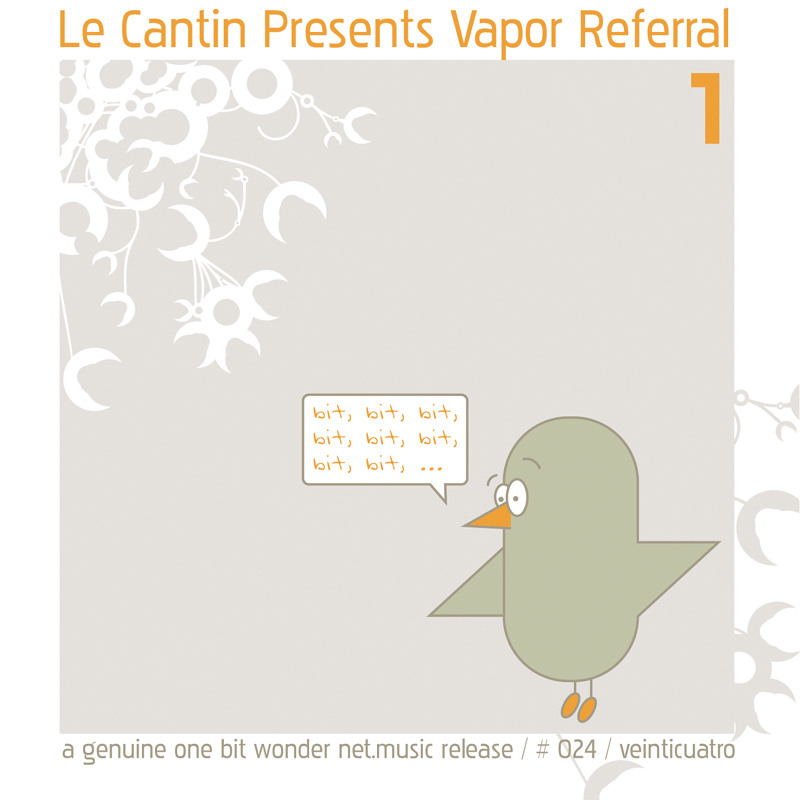 Le Cantin Presents Vapor Referral
1
bit, bit, bit,
bit, bit, bit,
bit, bit, ...
a genuine one bit wonder net.music release / # 024 / veinticuatro